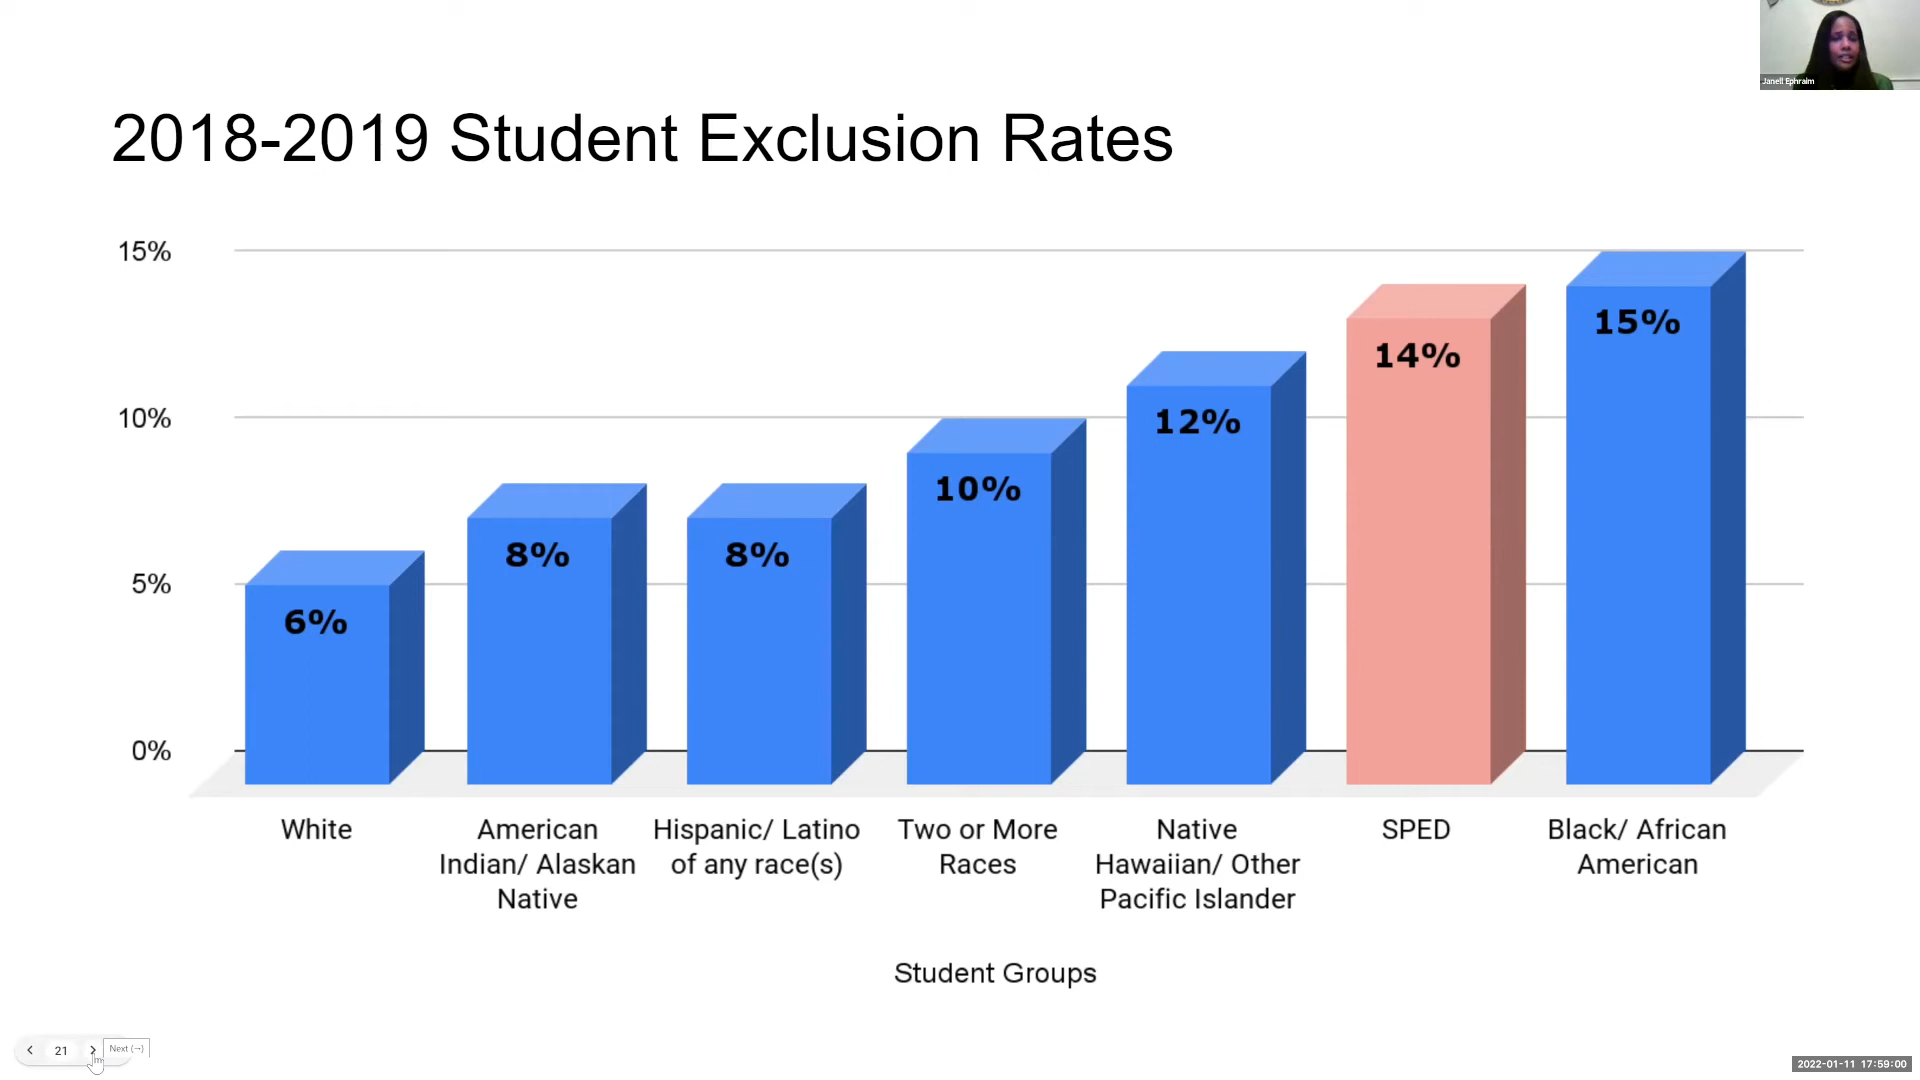 Janell Ephraim
2018-2019 Student Exclusion Rates
15%
10%
5%
0%
6%
8%
8%
10%
12%
14%
15%
White
American
Indian/ Alaskan
Native
Hispanic/ Latino
of any race(s)
Two or More
Races
Native
Hawaiian/ Other
Pacific Islander
SPED
Black/ African
American
Student Groups
21
Next (→)
2022-01-11 17:59:00